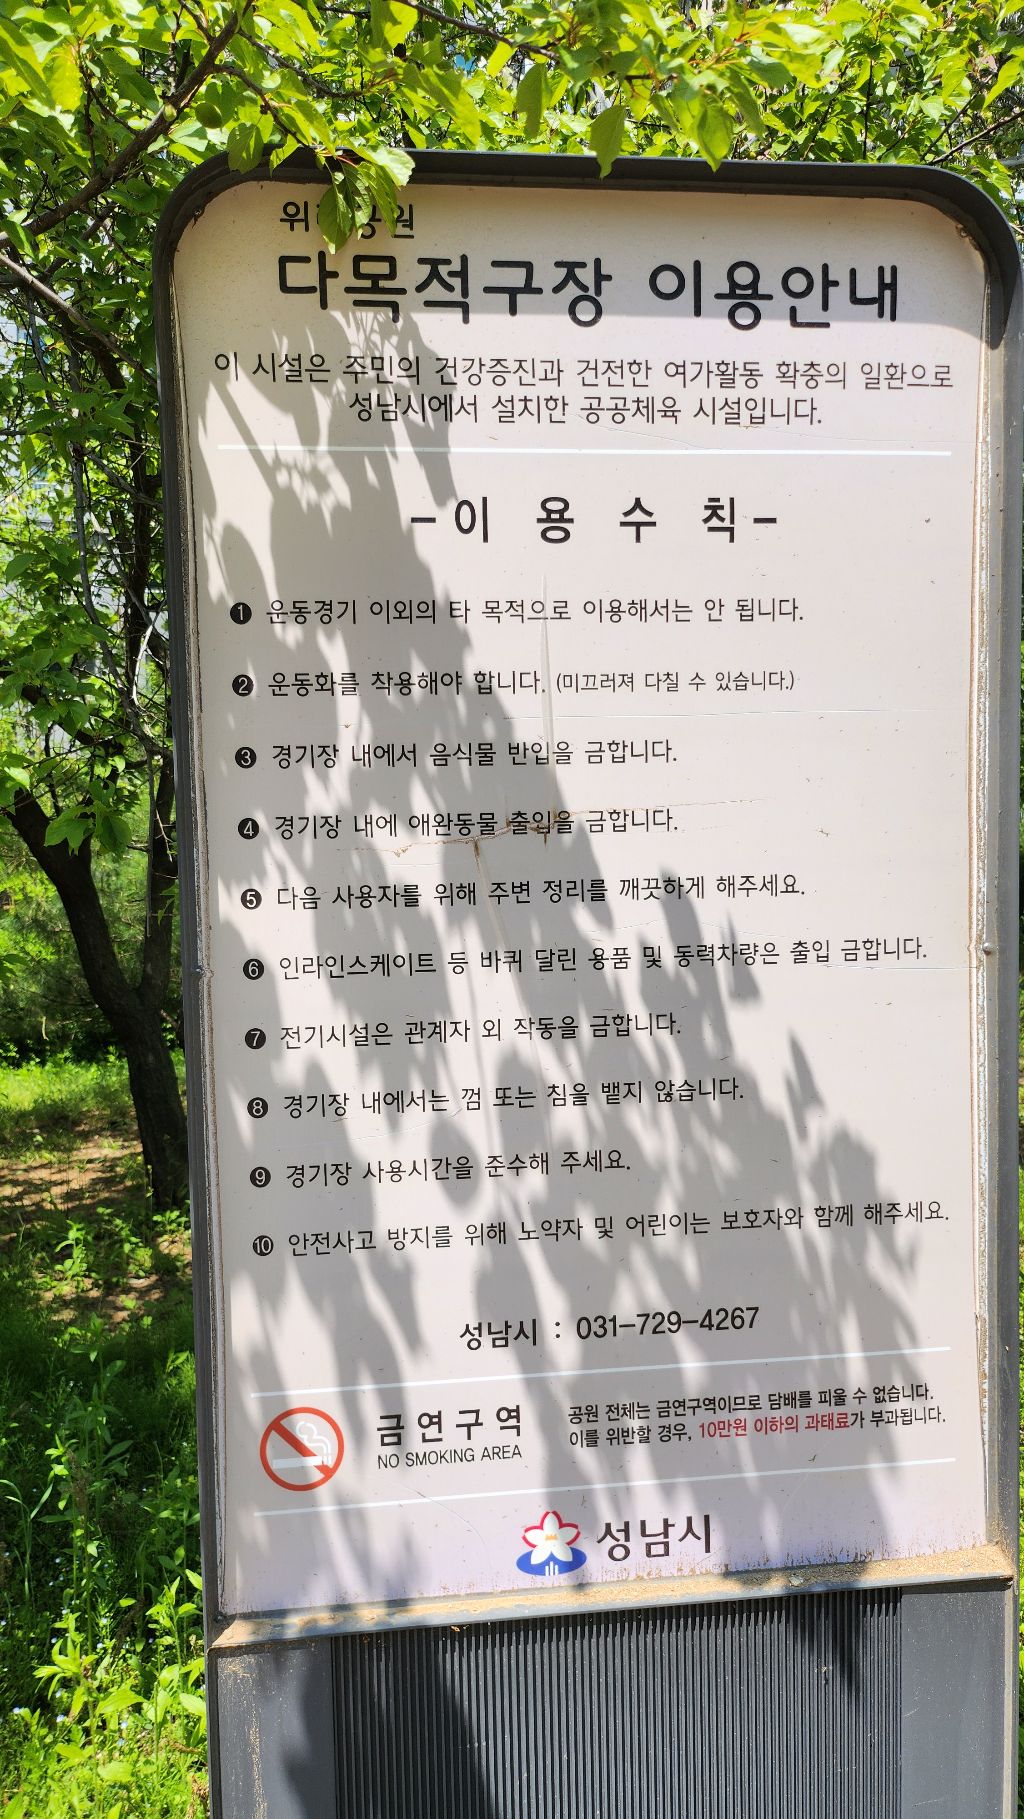 다목적구장 이용안내
이 시설은 주민의 건강증진과 건전한 여가활동 확충의 일환으로
성남시에서 설치한 공공체육 시설입니다.
-이 용 수 칙-
❶ 운동경기 이외의 타 목적으로 이용해서는 안 됩니다.
❷ 운동화를 착용해야 합니다. (미끄러져 다칠 수 있습니다.)
❸ 경기장 내에서 음식물 반입을 금합니다.
❹ 경기장 내에 애완동물 출입을 금합니다.
❺ 다음 사용자를 위해 주변 정리를 깨끗하게 해주세요.
❻ 인라인스케이트 등 바퀴 달린 용품 및 동력차량은 출입 금합니다.
❼ 전기시설은 관계자 외 작동을 금합니다.
❽ 경기장 내에서는 껌 또는 침을 뱉지 않습니다.
❾ 경기장 사용시간을 준수해 주세요.
❿ 안전사고 방지를 위해 노약자 및 어린이는 보호자와 함께 해주세요.
성남시 : 031-729-4267
금연구역
NO SMOKING AREA
공원 전체는 금연구역이므로 담배를 피울 수 없습니다.
이를 위반할 경우, 10만원 이하의 과태료가 부과됩니다.
성남시